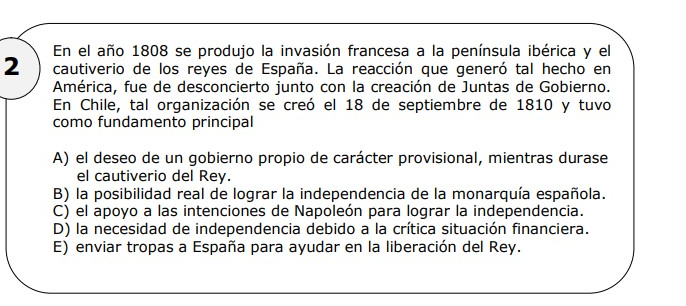 2
En el año 1808 se produjo la invasión francesa a la península ibérica y el
cautiverio de los reyes de España. La reacción que generó tal hecho en
América, fue de desconcierto junto con la creación de Juntas de Gobierno.
En Chile, tal organización se creó el 18 de septiembre de 1810 y tuvo
como fundamento principal
A) el deseo de un gobierno propio de carácter provisional, mientras durase
el cautiverio del Rey.
B) la posibilidad real de lograr la independencia de la monarquía española.
C) el apoyo a las intenciones de Napoleón para lograr la independencia.
D) la necesidad de independencia debido a la crítica situación financiera.
E) enviar tropas a España para ayudar en la liberación del Rey.